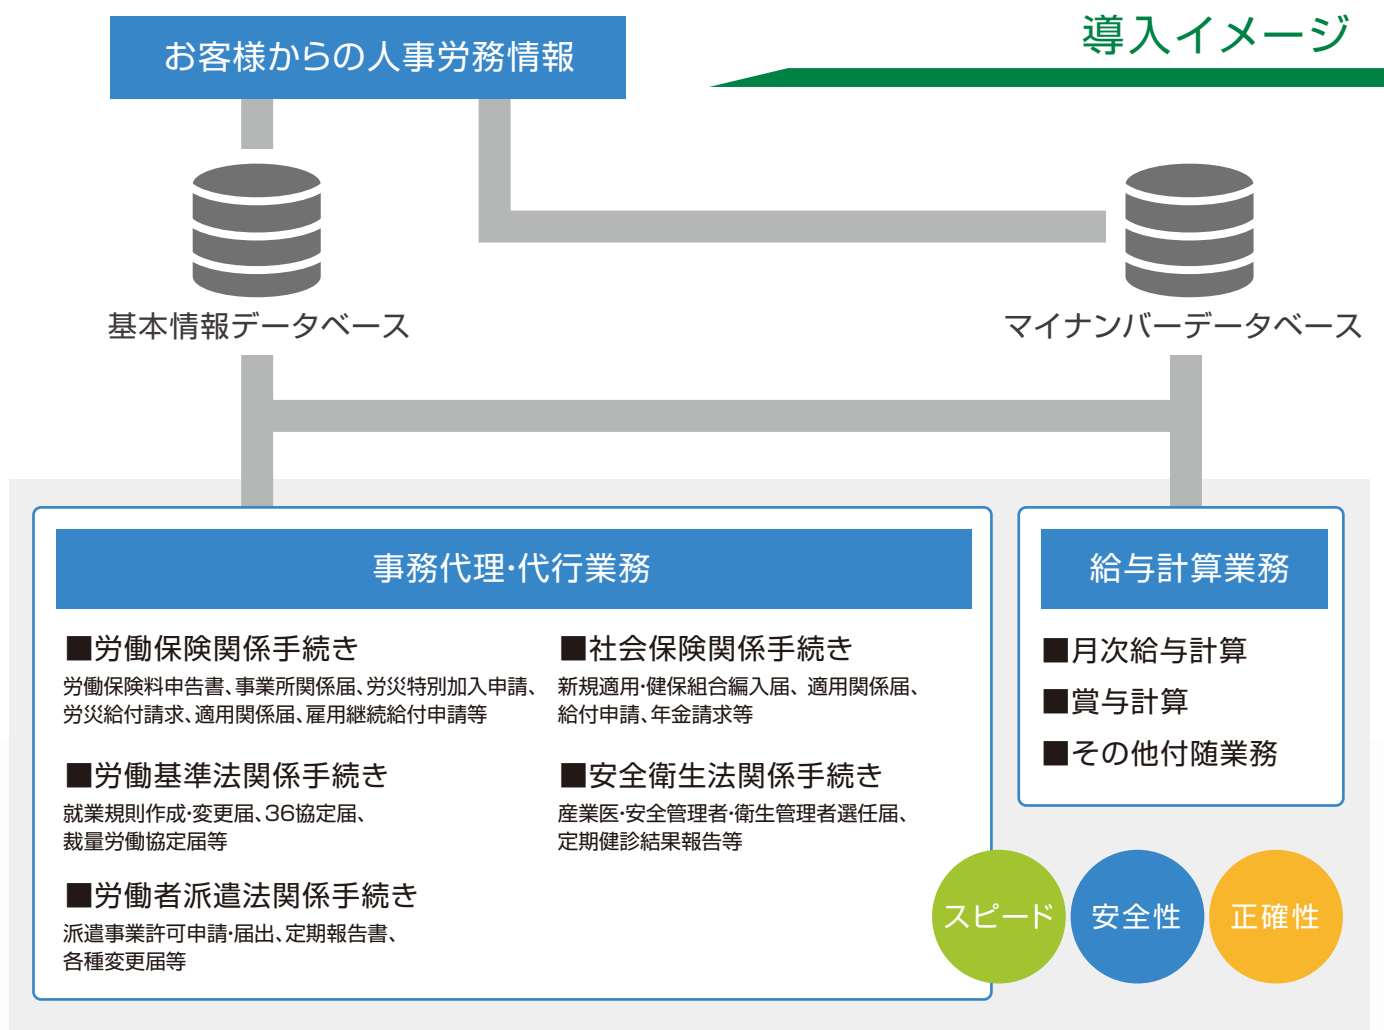 導入イメージ
お客様からの人事労務情報
基本情報データベース
マイナンバーデータベース
事務代理・代行業務
■労働保険関係手続き
労働保険料申告書、事業所関係届、労災特別加入申請、
労災給付請求、適用関係届、雇用継続給付申請等
■労働基準法関係手続き
就業規則作成・変更届、36協定届、
裁量労働協定届等
■労働者派遣法関係手続き
派遣事業許可申請・届出、定期報告書、
各種変更届等
■社会保険関係手続き
新規適用・健保組合編入届、適用関係届、
給付申請、年金請求等
■安全衛生法関係手続き
産業医・安全管理者・衛生管理者選任届、
定期健診結果報告等
給与計算業務
■月次給与計算
■賞与計算
■その他付随業務
スピード
安全性
正確性